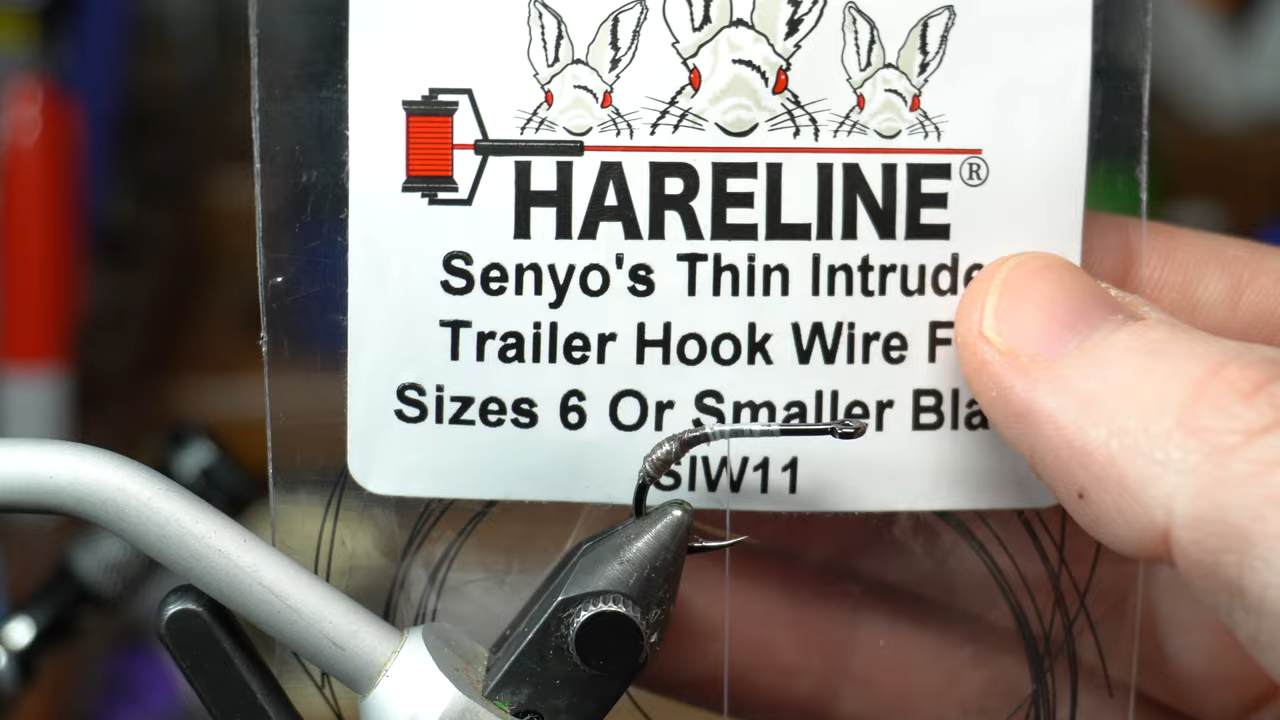 HARELINE®
Senyo's Thin Intrude
Trailer Hook Wire F
Sizes 6 Or Smaller Bla
SIW11